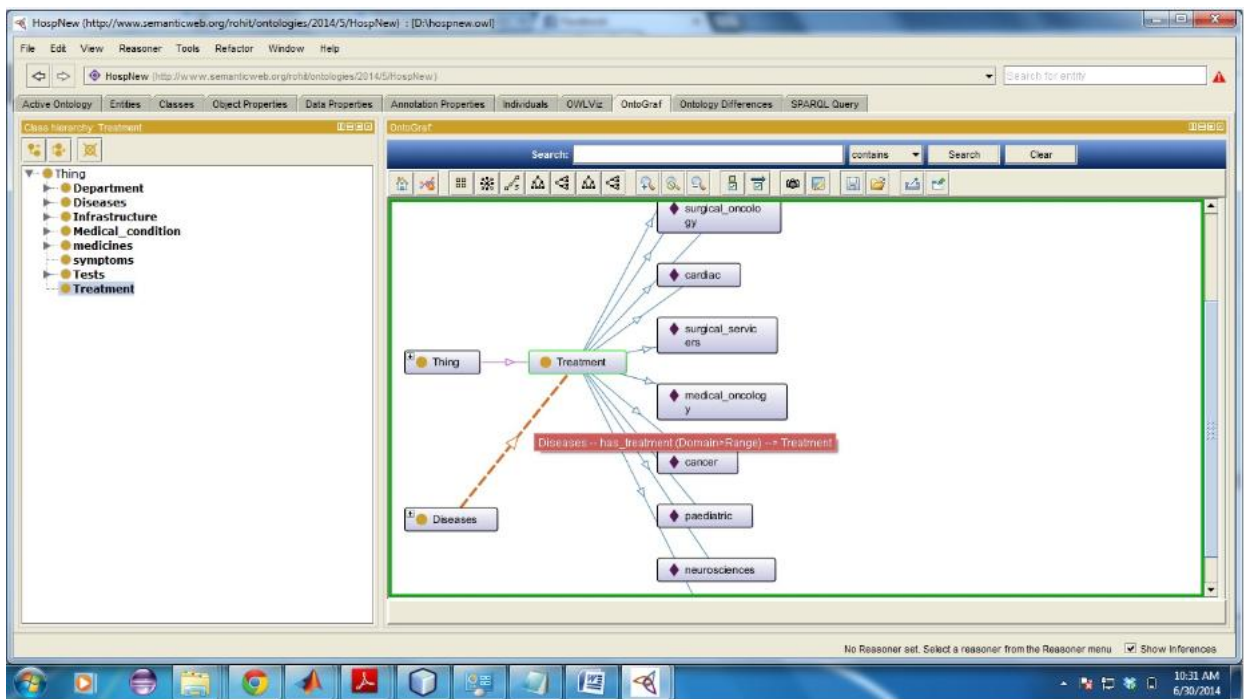 HospNew (http://www.semanticweb.org/rohit/ontologies/2014/5/HospNew) : [D:\hospnew.owl]
File Edit View Reasoner Tools Refactor Window Help
HospNew (http://www.semanticweb.org/rohit/ontologies/2014/5/HospNew)
Search for entity
Active Ontology Entities Classes Object Properties Data Properties Annotation Properties Individuals OWLViz OntoGraf Ontology Differences SPARQL Query
Class hierarchy: Treatment
OntoGraf
Search: contains Search Clear
Thing
Department
Diseases
Infrastructure
Medical_condition
medicines
symptoms
Tests
Treatment
surgical_oncolo
gy
cardiac
surgical_servic
ers
Thing
Treatment
medical_oncolog
y
Diseases -- has_treatment (Domain>Range) --> Treatment
cancer
Diseases
paediatric
neurosciences
No Reasoner set. Select a reasoner from the Reasoner menu Show Inferences
10:31 AM
6/30/2014